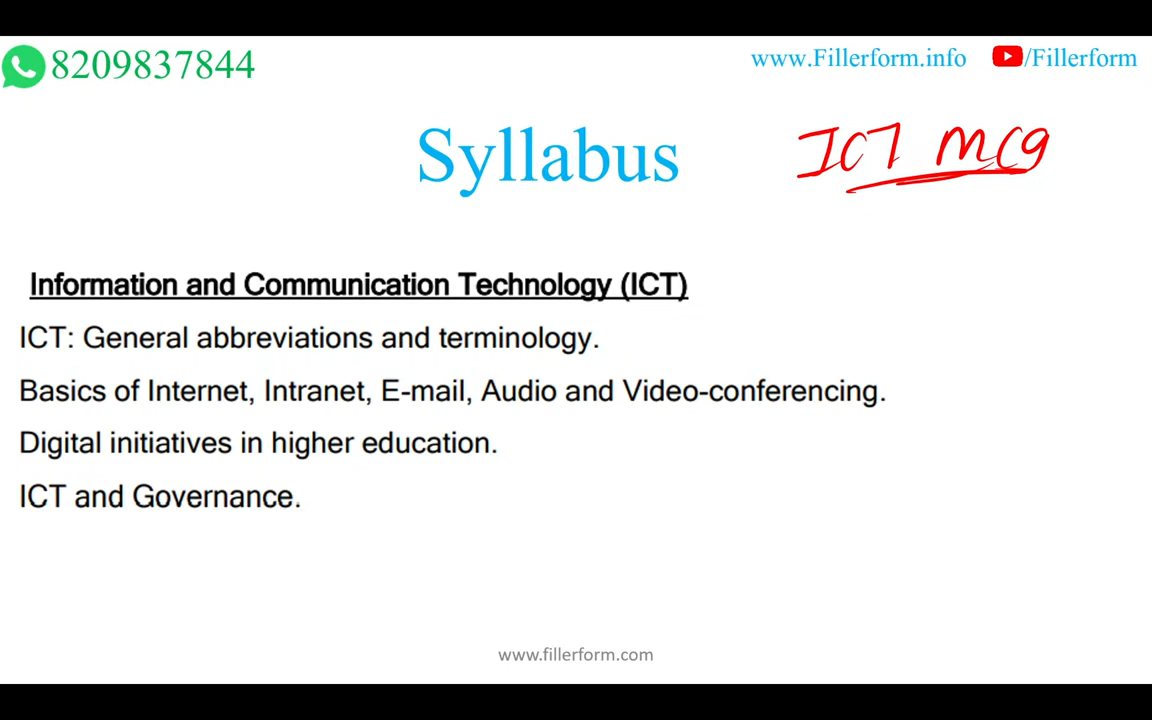 8209837844
www.Fillerform.info /Fillerform
Syllabus
ICT MCQ
Information and Communication Technology (ICT)
ICT: General abbreviations and terminology.
Basics of Internet, Intranet, E-mail, Audio and Video-conferencing.
Digital initiatives in higher education.
ICT and Governance.
www.fillerform.com